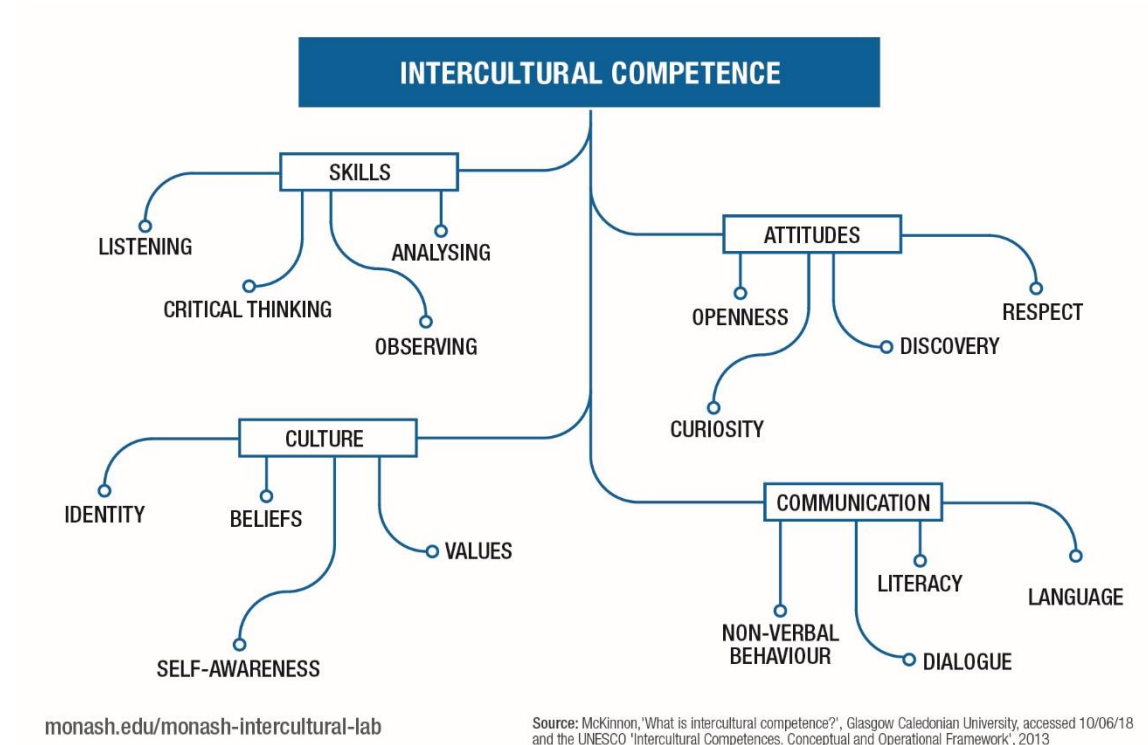 INTERCULTURAL COMPETENCE
SKILLS
LISTENING
CRITICAL THINKING
OBSERVING
ANALYSING
ATTITUDES
OPENNESS
CURIOSITY
DISCOVERY
RESPECT
CULTURE
IDENTITY
BELIEFS
SELF-AWARENESS
VALUES
COMMUNICATION
NON-VERBAL
BEHAVIOUR
DIALOGUE
LITERACY
LANGUAGE
monash.edu/monash-intercultural-lab
Source: McKinnon,'What is intercultural competence?', Glasgow Caledonian University, accessed 10/06/18
and the UNESCO 'Intercultural Competences. Conceptual and Operational Framework', 2013